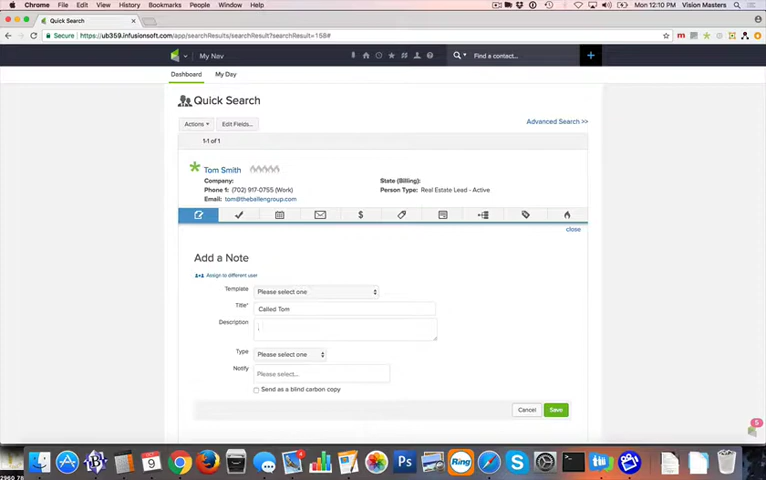 Chrome File Edit View History Bookmarks People Window Help
Mon 12:10 PM Vision Masters
Quick Search
Secure https://ub359.infusionsoft.com/app/searchResults/searchResult?searchResult=158#
My Nav
Find a contact...
Dashboard My Day
Quick Search
Actions Edit Fields... Advanced Search >>
1-1 of 1
Tom Smith
Company: State (Billing):
Phone 1: (702) 917-0755 (Work) Person Type: Real Estate Lead - Active
Email: tom@theballengroup.com
close
Add a Note
Assign to different user
Template Please select one
Title* Called Tom
Description
Type Please select one
Notify Please select...
Send as a blind carbon copy
Cancel Save
5
9
4
Ps
Ring